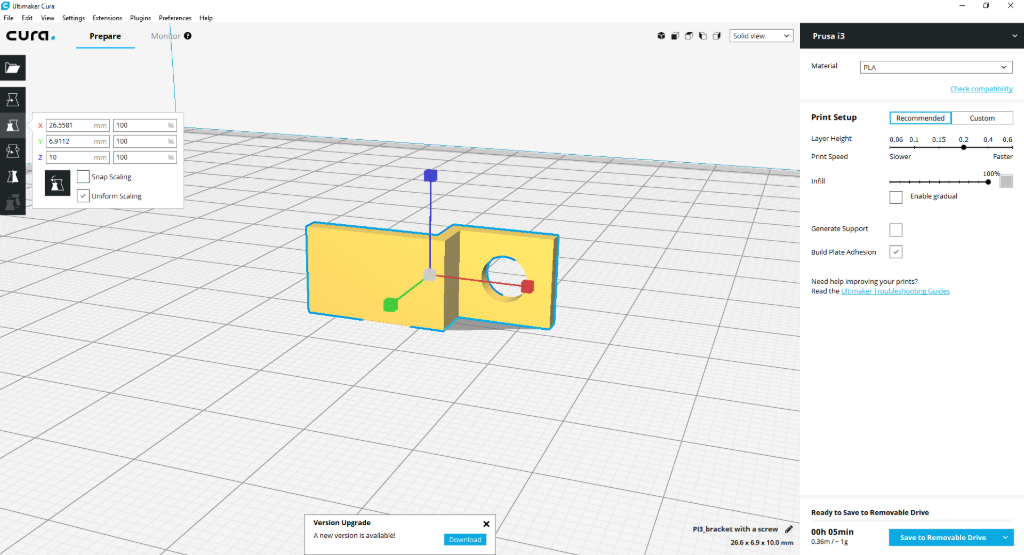 Ultimaker Cura
File Edit View Settings Extensions Plugins Preferences Help
cura.
Prepare
Monitor
?
Solid view
Prusa i3
Material
PLA
Check compatibility
X 26.5581 mm 100 %
Y 6.9112 mm 100 %
Z 10 mm 100 %
Snap Scaling
Uniform Scaling
Print Setup
Recommended
Custom
Layer Height
0.06 0.1 0.15 0.2 0.4 0.6
Print Speed
Slower
Faster
100%
Infill
Enable gradual
Generate Support
Build Plate Adhesion
Need help improving your prints?
Read the Ultimaker Troubleshooting Guides
Version Upgrade
A new version is available!
Download
PI3_bracket with a screw
26.6 x 6.9 x 10.0 mm
Ready to Save to Removable Drive
00h 05min
0.36m / ~ 1g
Save to Removable Drive